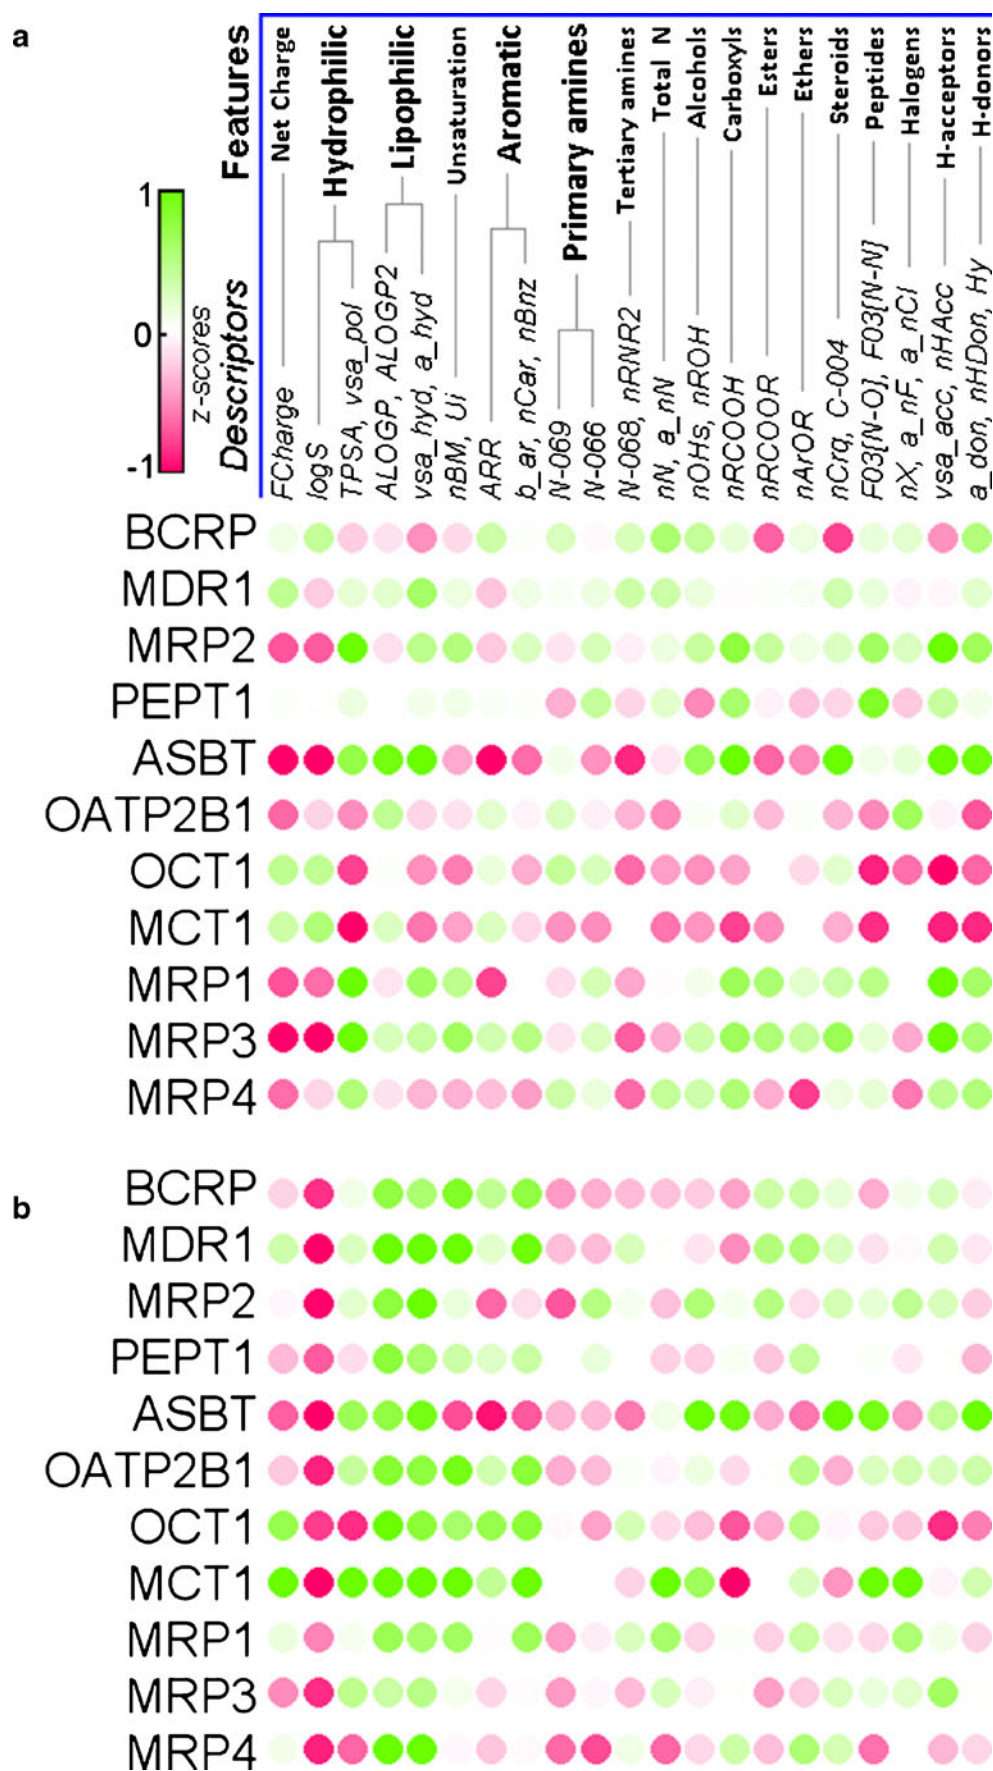 a
Features
Net Charge
Hydrophilic
Lipophilic
Unsaturation
Aromatic
Primary amines
Tertiary amines
Total N
Alcohols
Carboxyls
Esters
Ethers
Steroids
Peptides
Halogens
H-acceptors
H-donors
1
0
-1
z-scores
Descriptors
FCharge
logS
TPSA, vsa_pol
ALOGP, ALOGP2
vsa_hyd, a_hyd
nBM, Ui
ARR
b_ar, nCar, nBnz
N-069
N-066
N-068, nRNR2
nN, a_nN
nOHs, nROH
nRCOOH
nRCOOR
nArOR
nCrq, C-004
F03[N-O], F03[N-N]
nX, a_nF, a_nCl
vsa_acc, nHAcc
a_don, nHDon, Hy
BCRP
MDR1
MRP2
PEPT1
ASBT
OATP2B1
OCT1
MCT1
MRP1
MRP3
MRP4
b
BCRP
MDR1
MRP2
PEPT1
ASBT
OATP2B1
OCT1
MCT1
MRP1
MRP3
MRP4